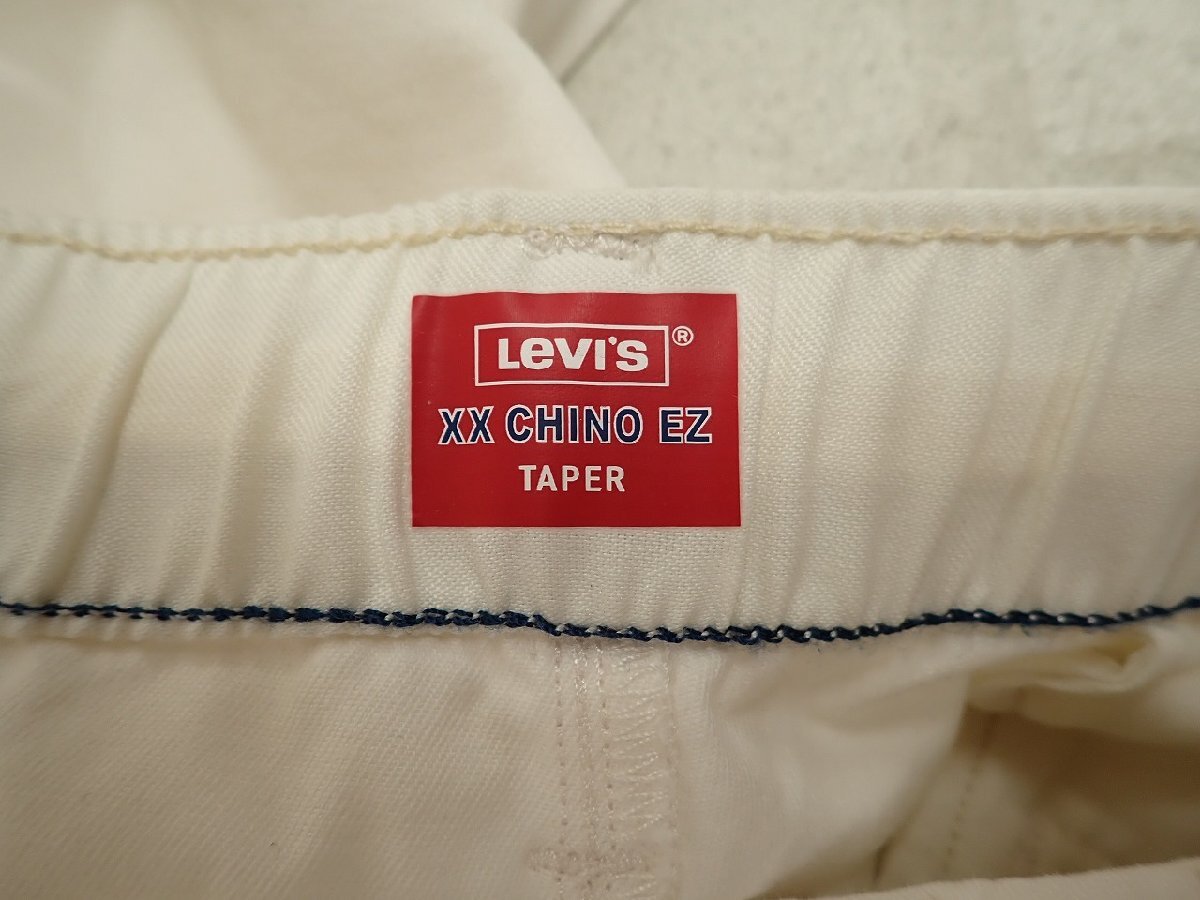 Levi's®
XX CHINO EZ
TAPER